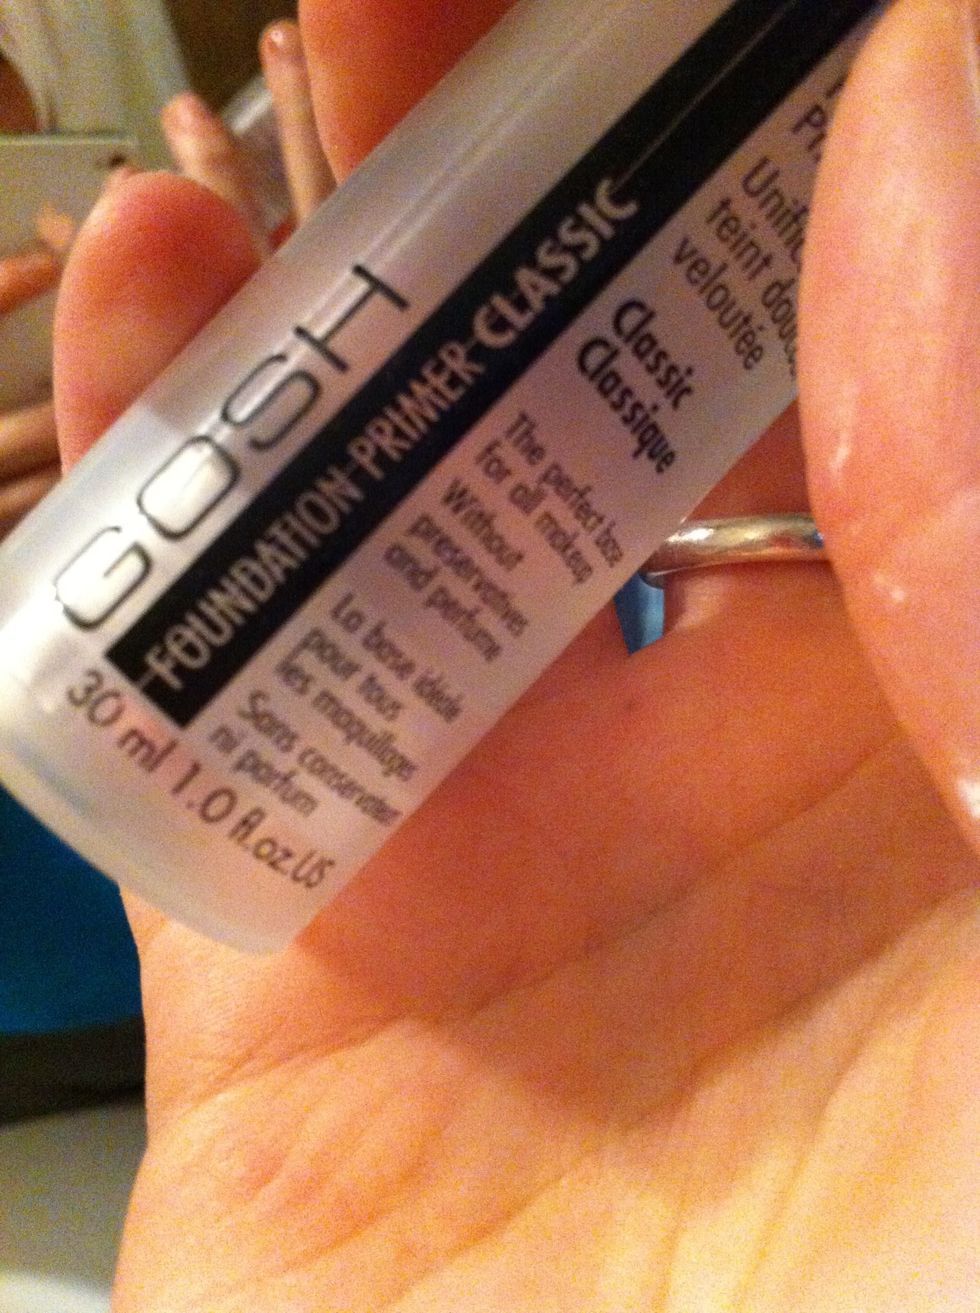 GOSH
FOUNDATION PRIMER CLASSIC
teint
veloutée
Classic
Classique
The perfect base
for all makeup
Without
preservatives
and perfume
La base idéale
pour tous
les maquillages
Sans
ni parfum
30 ml 1.0 fl.oz.US